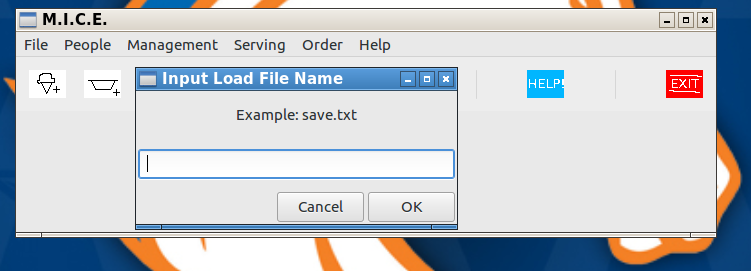 M.I.C.E.
File People Management Serving Order Help
Input Load File Name
HELP!
EXIT
Example: save.txt
Cancel OK